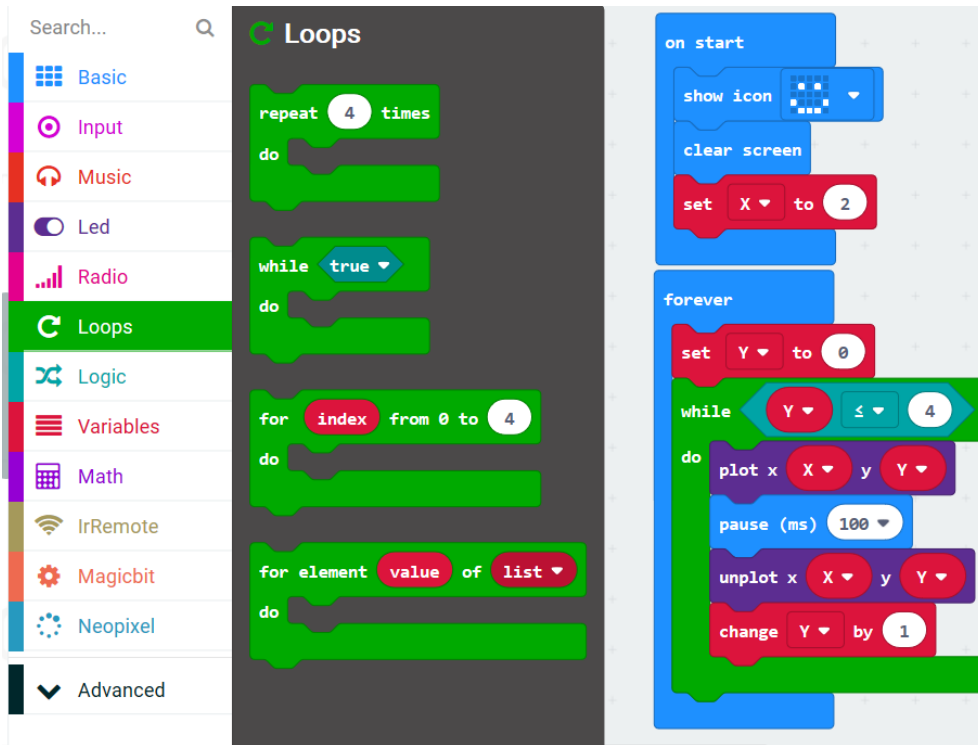 Search...
Basic
Input
Music
Led
Radio
Loops
Logic
Variables
Math
IrRemote
Magicbit
Neopixel
Advanced
Loops
repeat 4 times
do
while true
do
for index from 0 to 4
do
for element value of list
do
on start
show icon
clear screen
set X to 2
forever
set Y to 0
while Y ≤ 4
do
plot x X y Y
pause (ms) 100
unplot x X y Y
change Y by 1